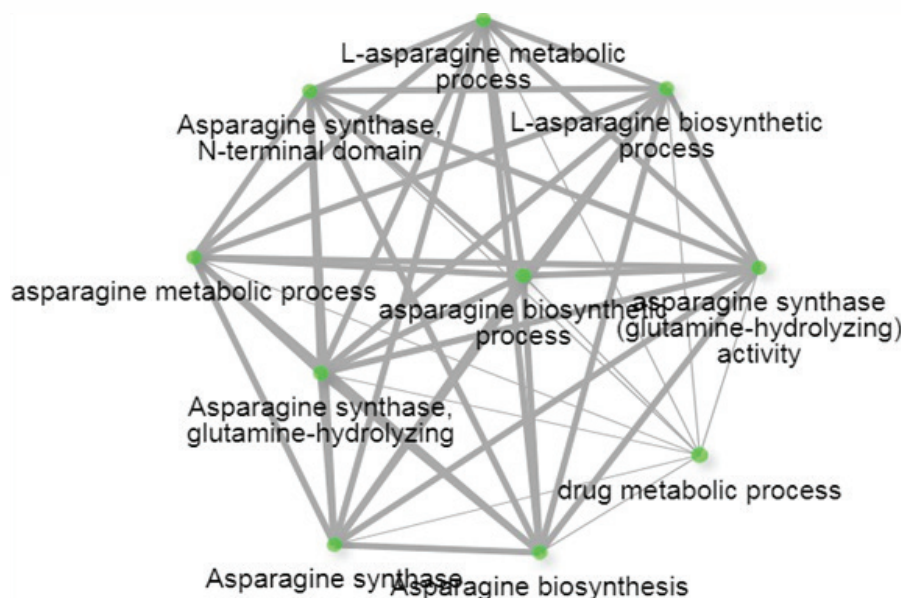 L-asparagine metabolic
process
Asparagine synthase,
N-terminal domain
L-asparagine biosynthetic
process
asparagine metabolic process
asparagine biosynthetic
process
asparagine synthase
(glutamine-hydrolyzing)
activity
Asparagine synthase,
glutamine-hydrolyzing
drug metabolic process
Asparagine synthase
Asparagine biosynthesis